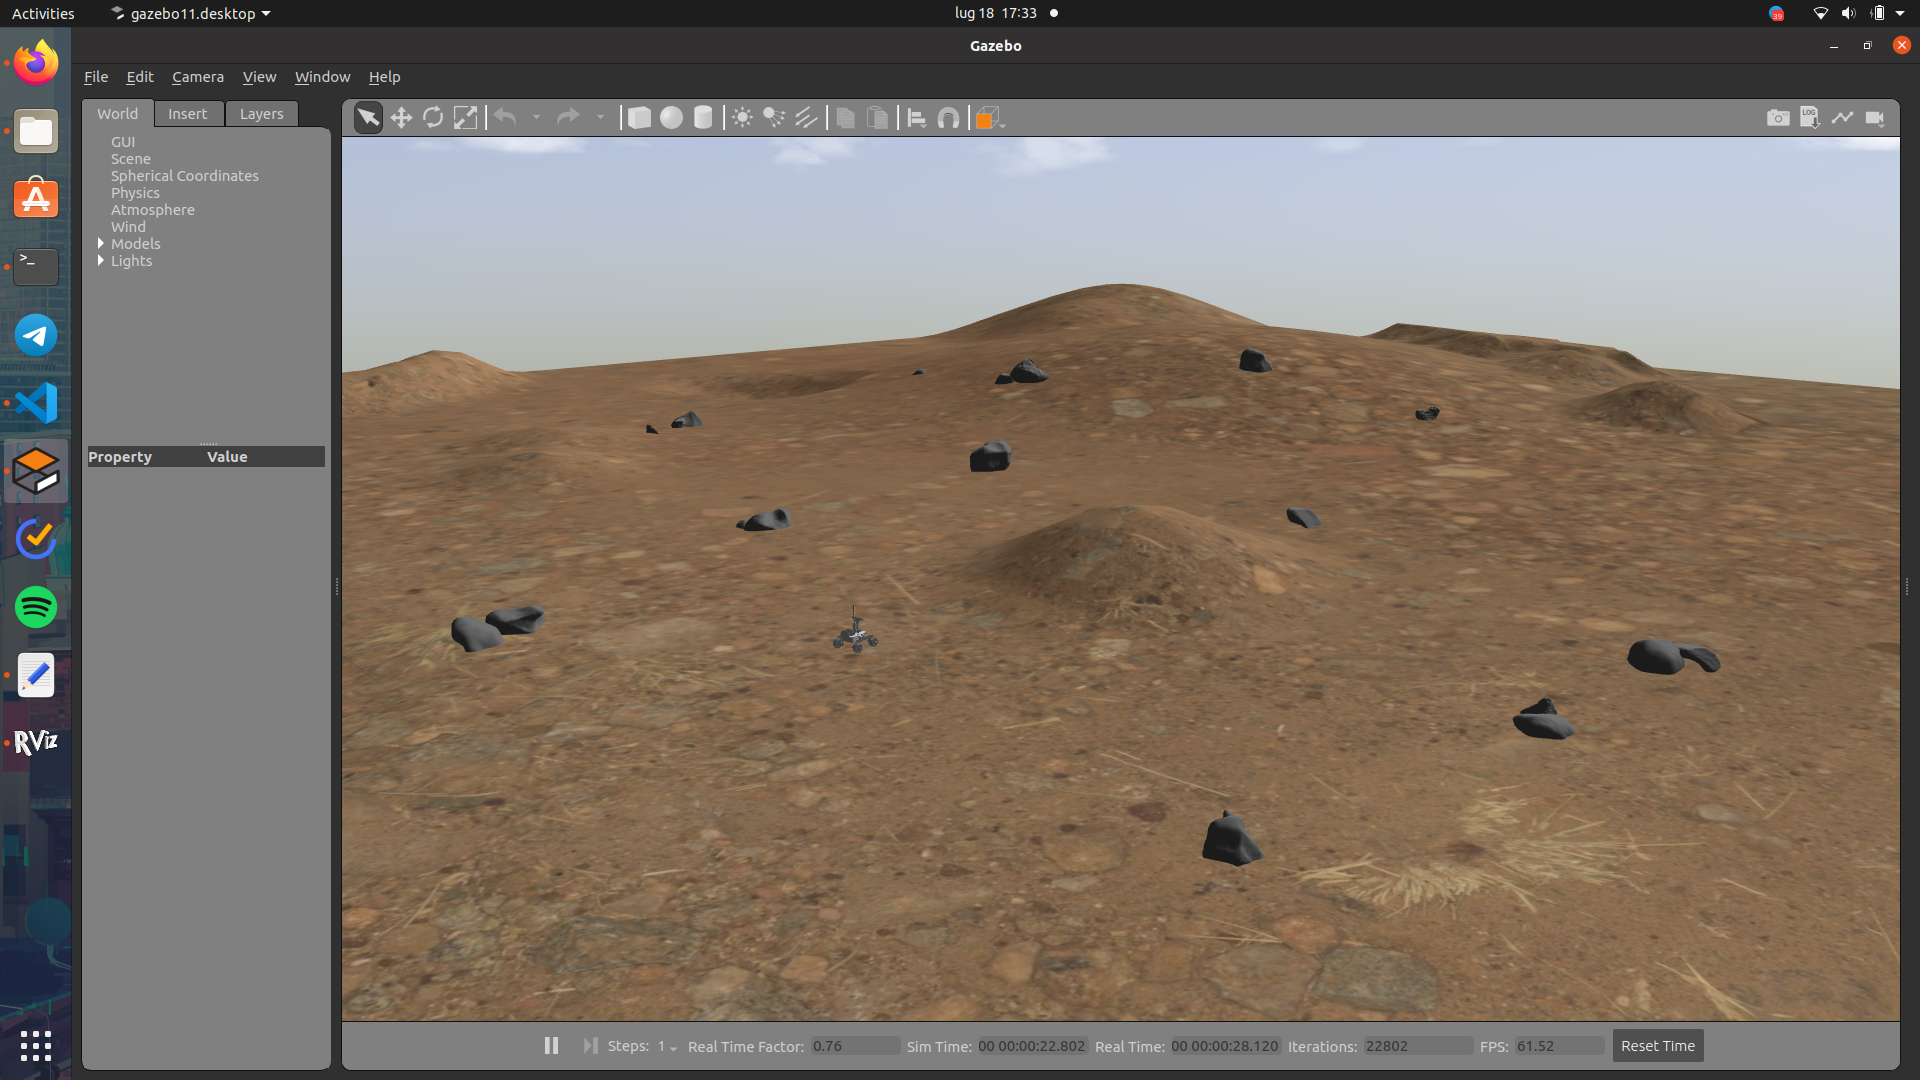 Activities gazebo11.desktop lug 18 17:33
39
Gazebo
File Edit Camera View Window Help
World Insert Layers
LOG
GUI
Scene
Spherical Coordinates
Physics
Atmosphere
Wind
Models
Lights
Property Value
>_
RViz
Steps: 1 Real Time Factor: 0.76 Sim Time: 00 00:00:22.802 Real Time: 00 00:00:28.120 Iterations: 22802 FPS: 61.52 Reset Time